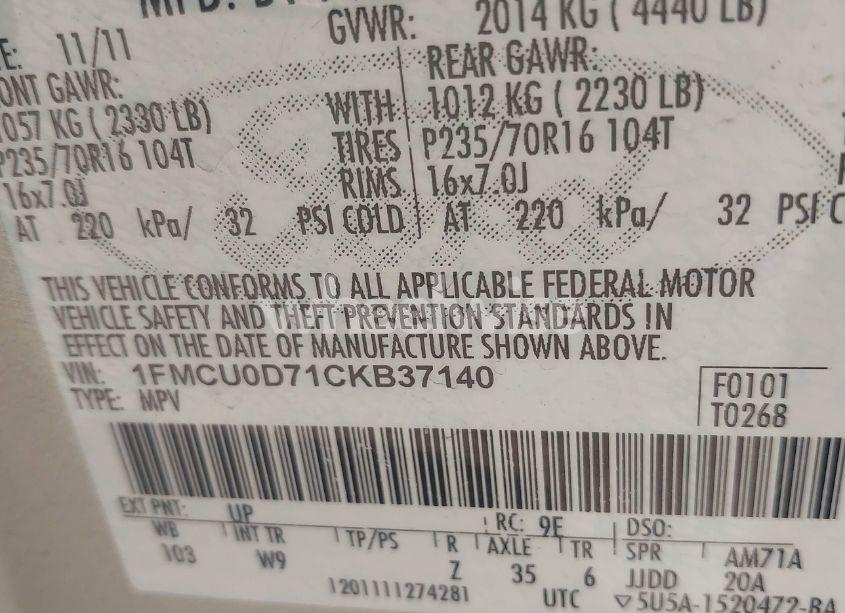 MFD. BY
GVWR: 2014 KG ( 4440 LB)
E: 11/11
ONT GAWR: REAR GAWR:
057 KG ( 2330 LB) WITH 1012 KG ( 2230 LB)
P235/70R16 104T TIRES P235/70R16 104T
16x7.0J RIMS 16x7.0J
AT 220 kPa/ 32 PSI COLD AT 220 kPa/ 32 PSI C
THIS VEHICLE CONFORMS TO ALL APPLICABLE FEDERAL MOTOR
VEHICLE SAFETY AND THEFT PREVENTION STANDARDS IN
EFFECT ON THE DATE OF MANUFACTURE SHOWN ABOVE.
VIN: 1FMCU0D71CKB37140
TYPE: MPV
F0101
T0268
EXT PNT: UP RC: 9E DSO:
WB INT TR TP/PS R AXLE TR SPR AM71A
103 W9 Z 35 6 JJDD 20A
1201111274281 UTC ▽5U5A-1520472-BA